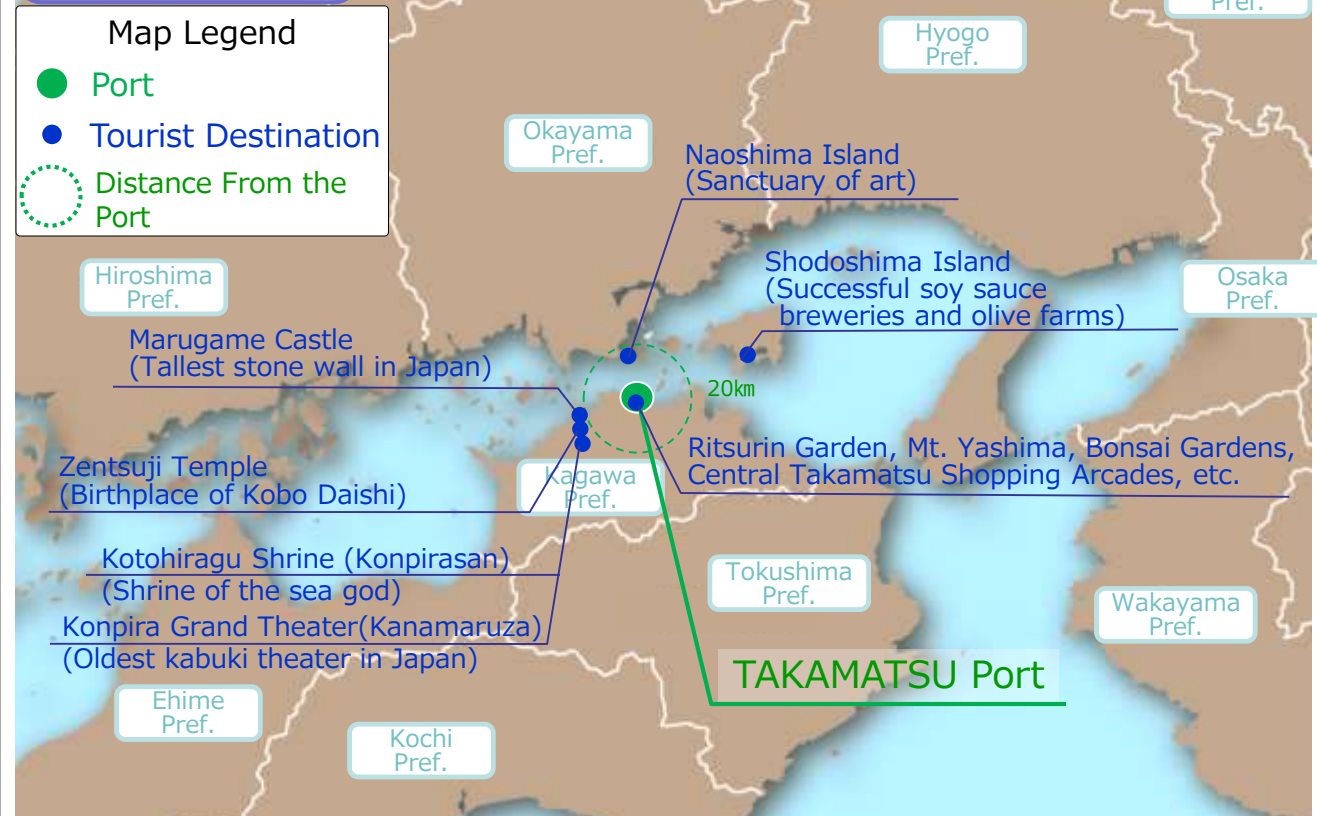 Pref.
Map Legend
Port
Tourist Destination
Distance From the
Port
Hyogo
Pref.
Okayama
Pref.
Naoshima Island
(Sanctuary of art)
Hiroshima
Pref.
Shodoshima Island
(Successful soy sauce
breweries and olive farms)
Osaka
Pref.
Marugame Castle
(Tallest stone wall in Japan)
20km
Ritsurin Garden, Mt. Yashima, Bonsai Gardens,
Central Takamatsu Shopping Arcades, etc.
Zentsuji Temple
(Birthplace of Kobo Daishi)
Kagawa
Pref.
Kotohiragu Shrine (Konpirasan)
(Shrine of the sea god)
Tokushima
Pref.
Wakayama
Pref.
Konpira Grand Theater(Kanamaruza)
(Oldest kabuki theater in Japan)
TAKAMATSU Port
Ehime
Pref.
Kochi
Pref.